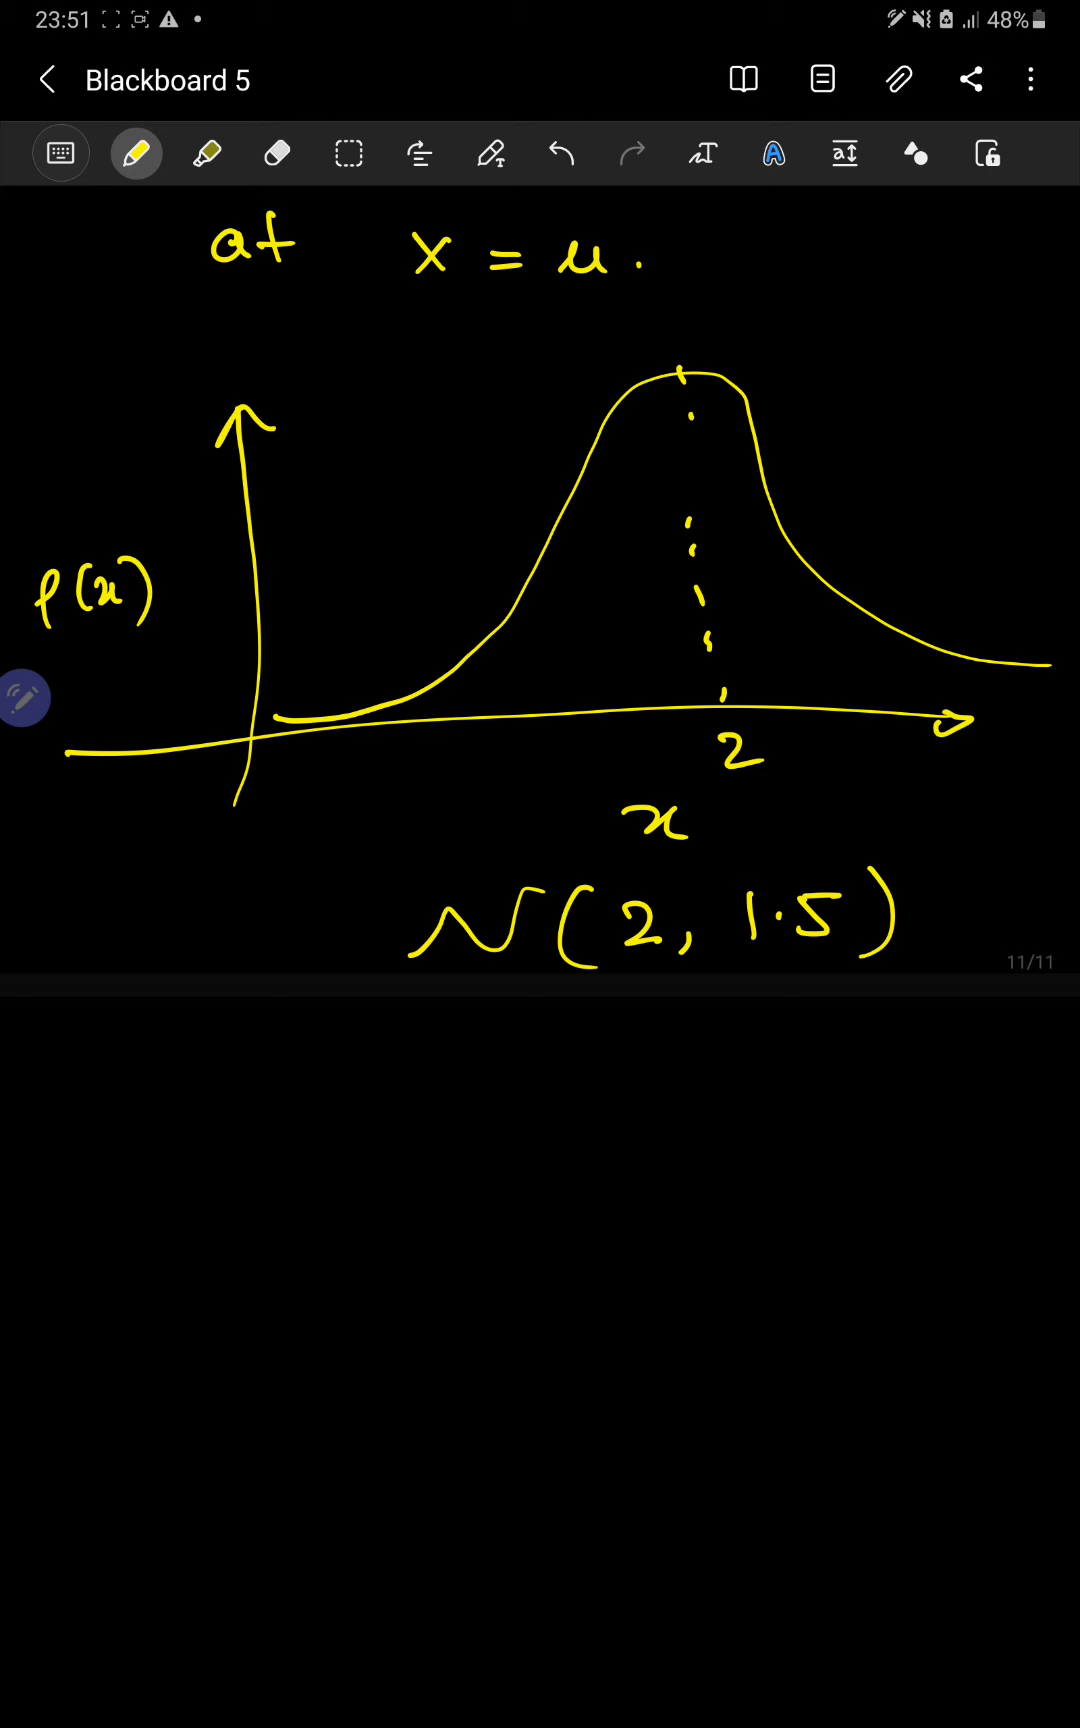 23:51 48%
Blackboard 5
at X = μ.
p(x)
2
x
N(2, 1.5)
11/11